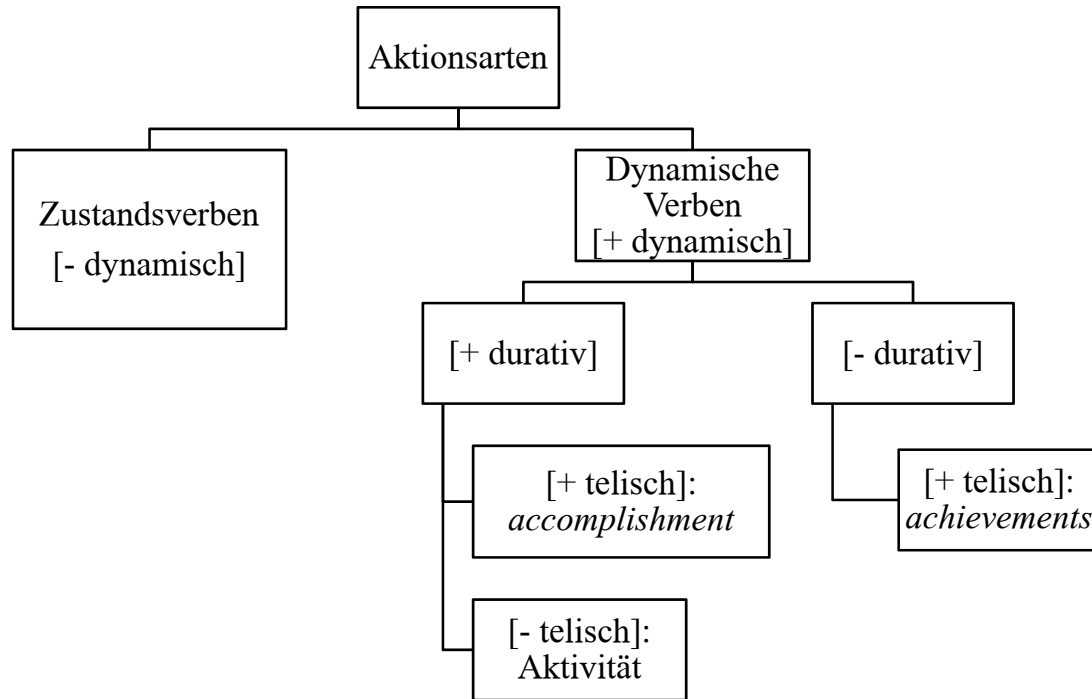 Aktionsarten
Zustandsverben
[- dynamisch]
Dynamische
Verben
[+ dynamisch]
[+ durativ]
[- durativ]
[+ telisch]:
accomplishment
[+ telisch]:
achievements
[- telisch]:
Aktivität